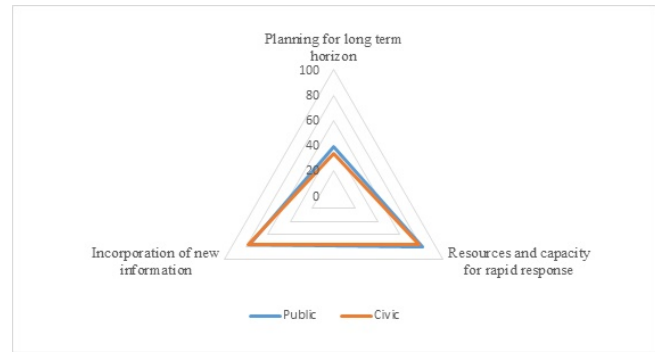 Planning for long term
horizon
100
80
60
40
20
0
Incorporation of new
information
Resources and capacity
for rapid response
Public
Civic